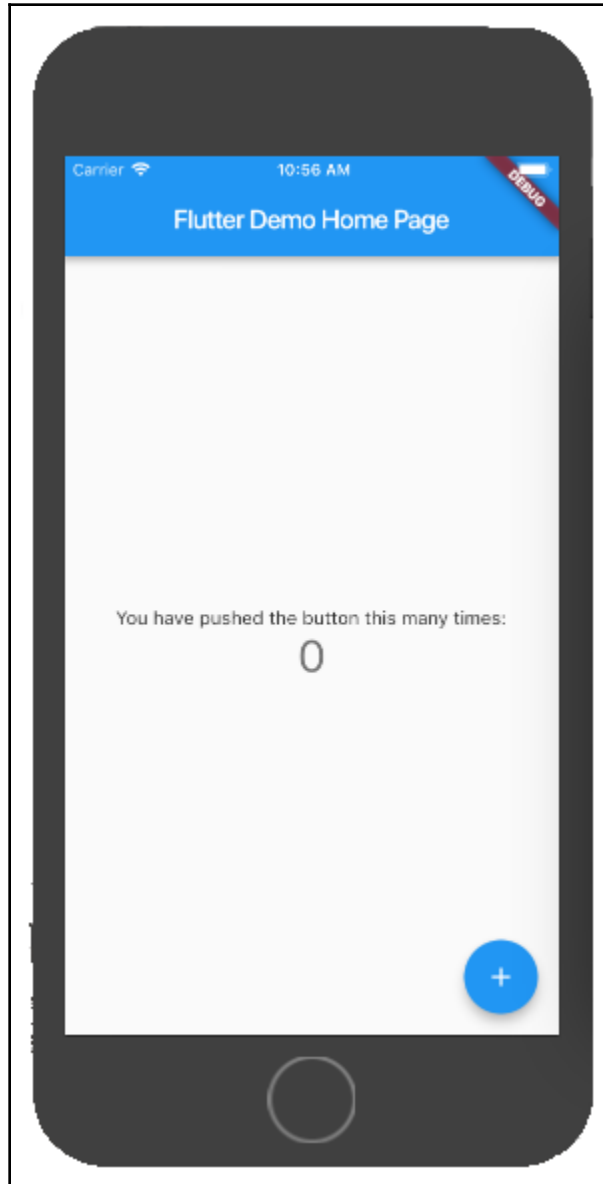 Carrier
10:56 AM
DEBUG
Flutter Demo Home Page
You have pushed the button this many times:
0
+